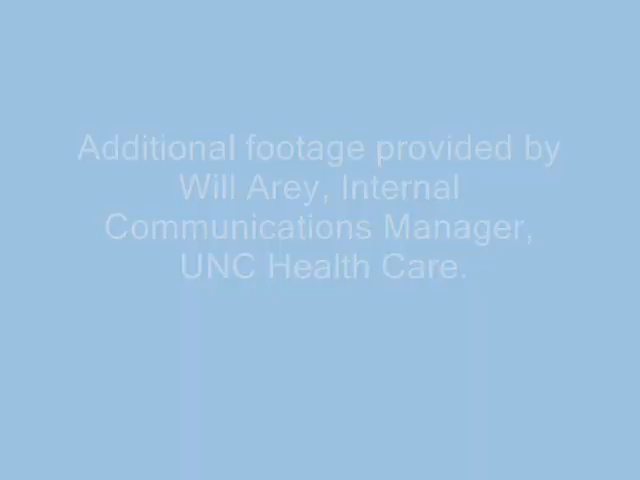 Additional footage provided by
Will Arey, Internal
Communications Manager,
UNC Health Care.